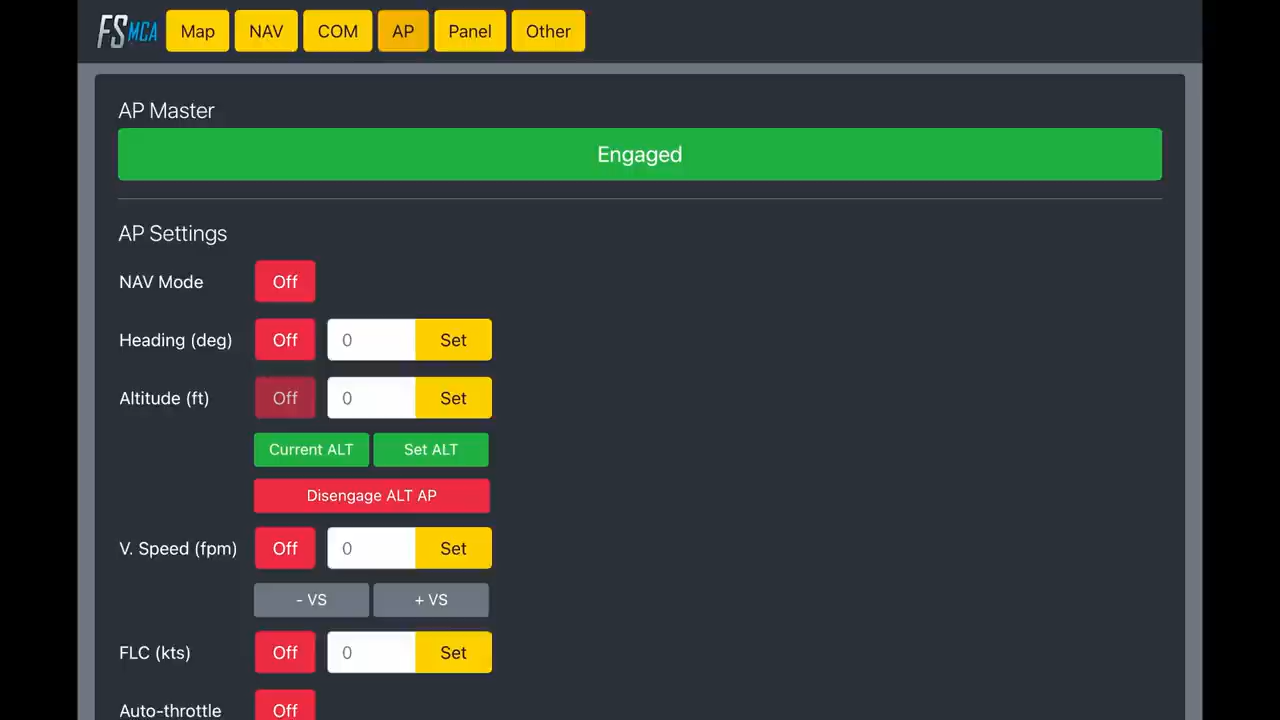 FSMCA Map NAV COM AP Panel Other
AP Master
Engaged
AP Settings
NAV Mode Off
Heading (deg) Off 0 Set
Altitude (ft) Off 0 Set
Current ALT Set ALT
Disengage ALT AP
V. Speed (fpm) Off 0 Set
- VS + VS
FLC (kts) Off 0 Set
Auto-throttle Off